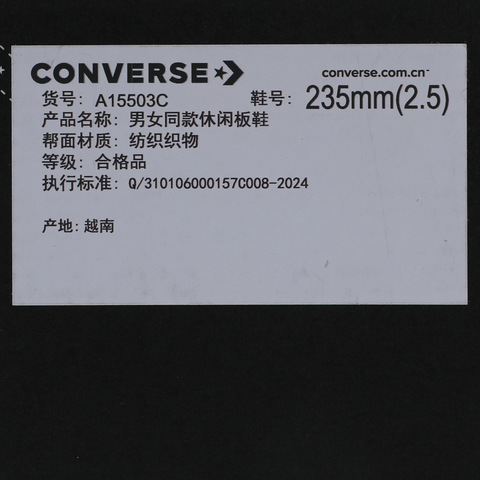 CONVERSE
converse.com.cn
货号: A15503C 鞋号: 235mm(2.5)
产品名称: 男女同款休闲板鞋
帮面材质: 纺织织物
等级: 合格品
执行标准: Q/310106000157C008-2024
产地: 越南